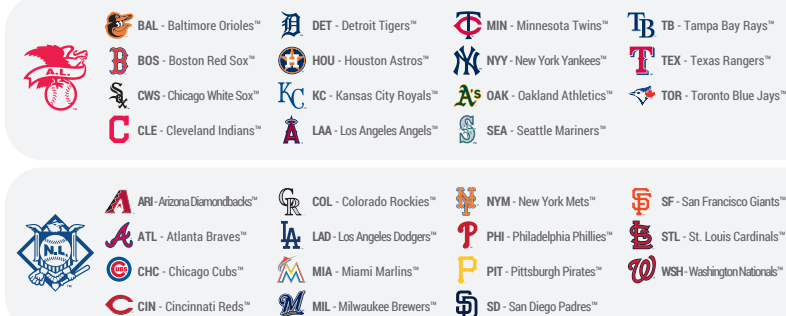 A.L.
BAL - Baltimore Orioles™
DET - Detroit Tigers™
MIN - Minnesota Twins™
TB - Tampa Bay Rays™
BOS - Boston Red Sox™
HOU - Houston Astros™
NYY - New York Yankees™
TEX - Texas Rangers™
CWS - Chicago White Sox™
KC - Kansas City Royals™
OAK - Oakland Athletics™
TOR - Toronto Blue Jays™
CLE - Cleveland Indians™
LAA - Los Angeles Angels™
SEA - Seattle Mariners™
N.L.
ARI - Arizona Diamondbacks™
COL - Colorado Rockies™
NYM - New York Mets™
SF - San Francisco Giants™
ATL - Atlanta Braves™
LAD - Los Angeles Dodgers™
PHI - Philadelphia Phillies™
STL - St. Louis Cardinals™
CHC - Chicago Cubs™
MIA - Miami Marlins™
PIT - Pittsburgh Pirates™
WSH - Washington Nationals™
CIN - Cincinnati Reds™
MIL - Milwaukee Brewers™
SD - San Diego Padres™